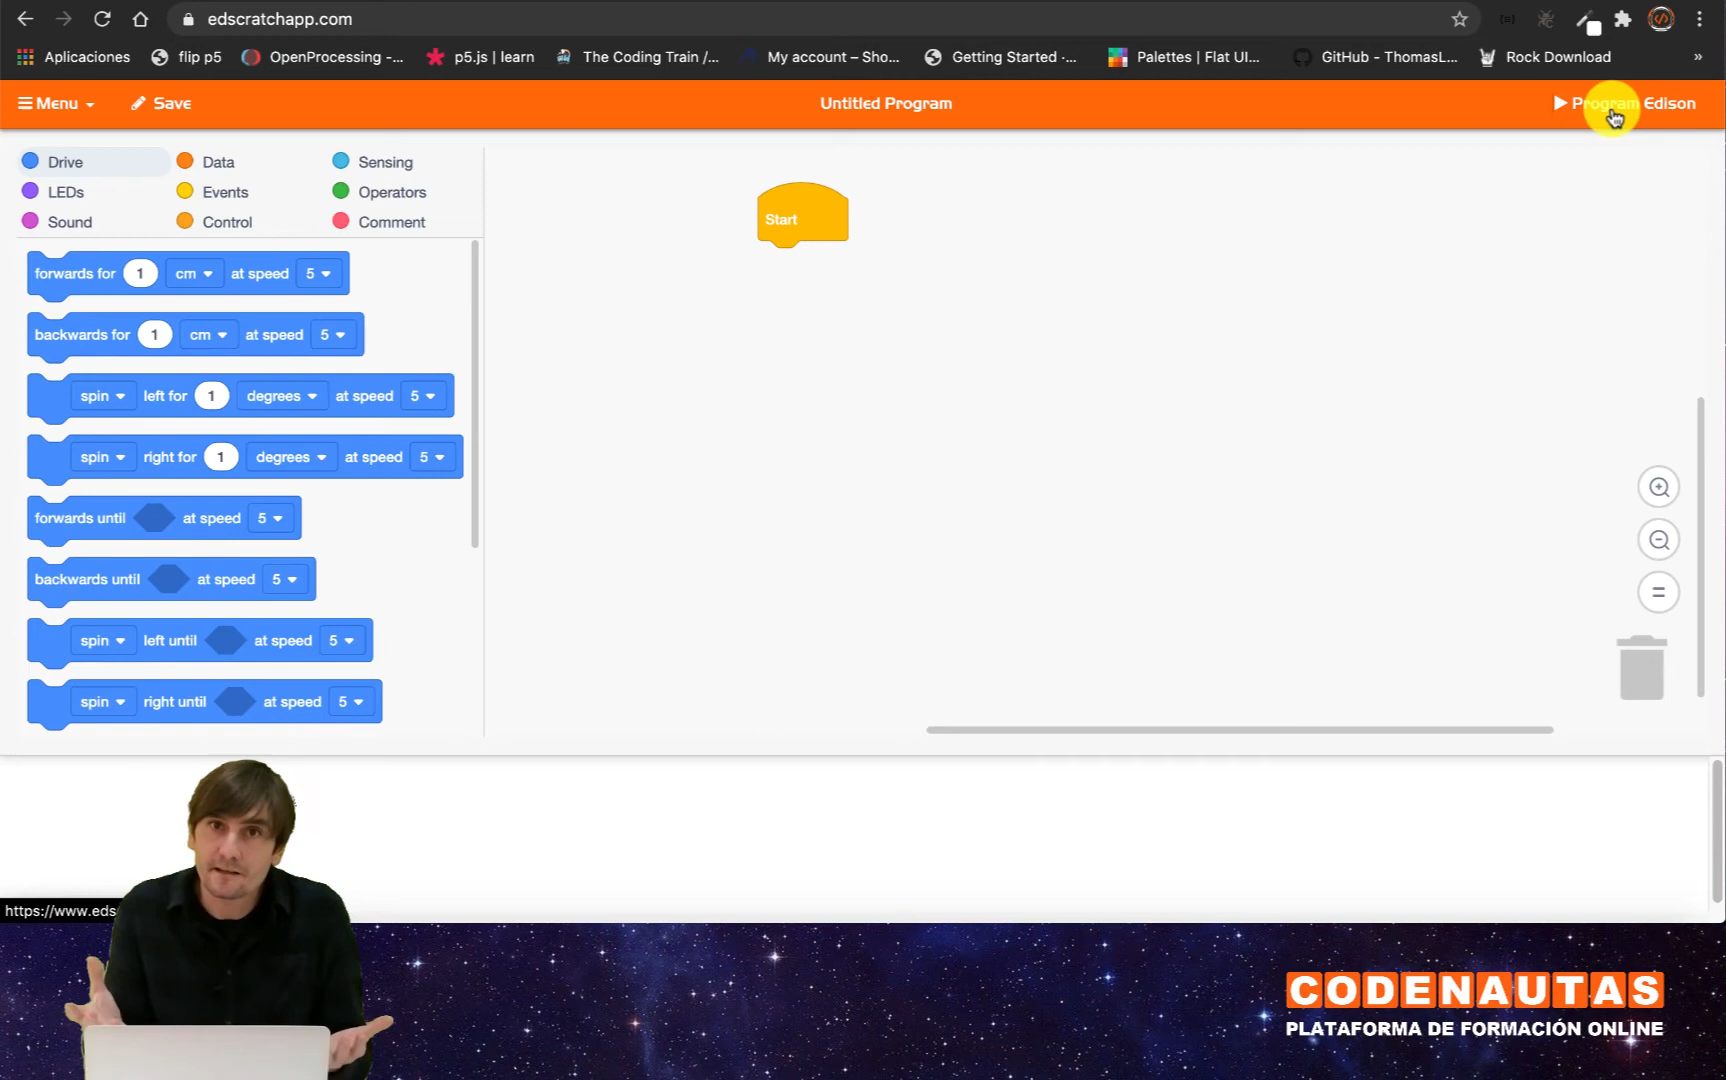 edscratchapp.com
Aplicaciones flip p5 OpenProcessing -... p5.js | learn The Coding Train /... My account – Sho... Getting Started ·... Palettes | Flat UI... GitHub - ThomasL... Rock Download »
Menu Save Untitled Program Program Edison
Drive Data Sensing
LEDs Events Operators
Sound Control Comment
Start
forwards for 1 cm at speed 5
backwards for 1 cm at speed 5
spin left for 1 degrees at speed 5
spin right for 1 degrees at speed 5
forwards until at speed 5
backwards until at speed 5
spin left until at speed 5
spin right until at speed 5
https://www.eds
CODENAUTAS
PLATAFORMA DE FORMACIÓN ONLINE